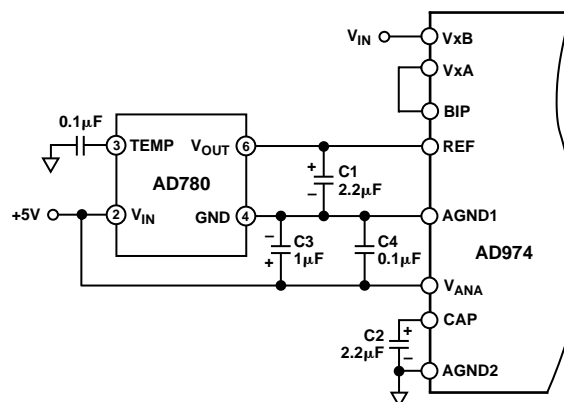 VIN VxB
VxA
BIP
0.1μF
3 TEMP VOUT 6 REF
AD780
+ C1
– 2.2μF
+5V 2 VIN GND 4 AGND1
AD974
– C3
+ 1μF
C4
0.1μF
VANA
CAP
C2 +
2.2μF –
AGND2